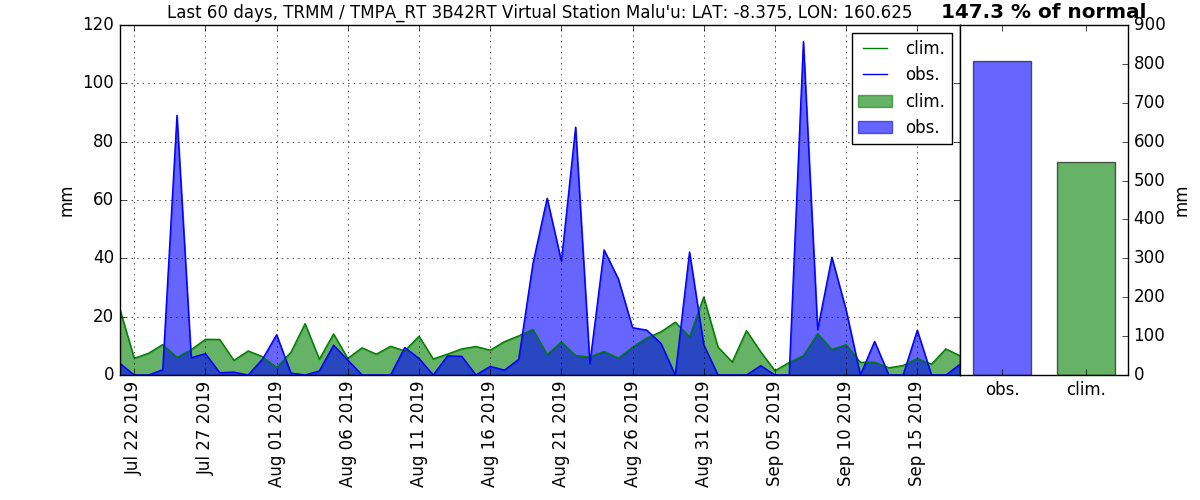 Last 60 days, TRMM / TMPA_RT 3B42RT Virtual Station Malu'u: LAT: -8.375, LON: 160.625
147.3 % of normal
120
100
80
60
40
20
0
mm
clim.
obs.
clim.
obs.
900
800
700
600
500
400
300
200
100
0
mm
Jul 22 2019
Jul 27 2019
Aug 01 2019
Aug 06 2019
Aug 11 2019
Aug 16 2019
Aug 21 2019
Aug 26 2019
Aug 31 2019
Sep 05 2019
Sep 10 2019
Sep 15 2019
obs.
clim.